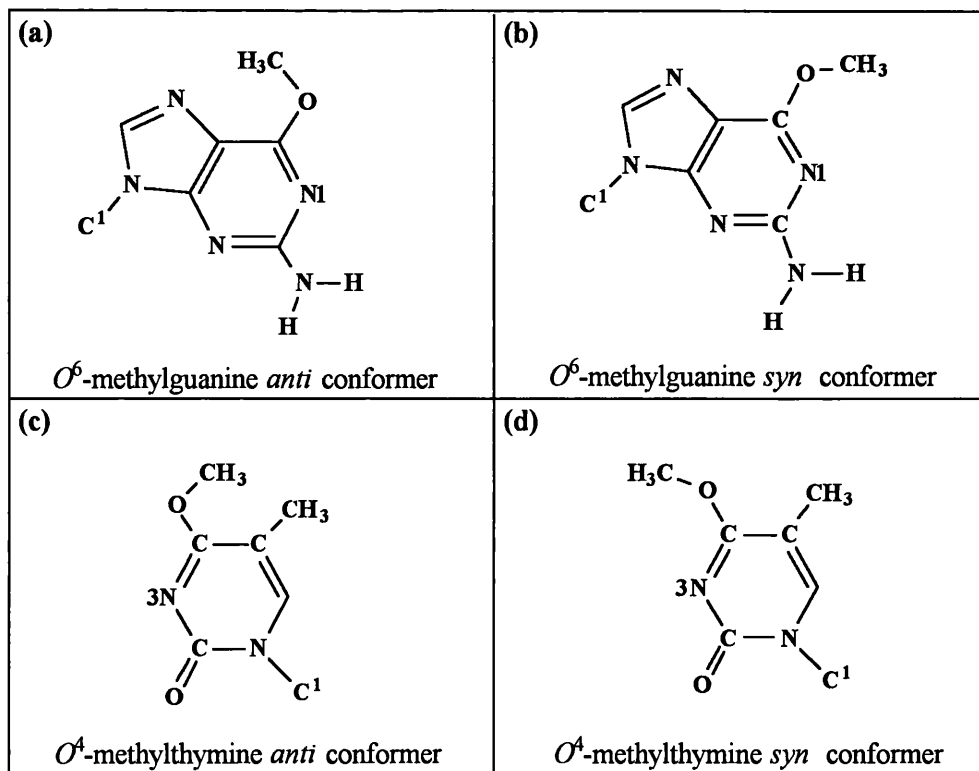 (a)
H₃C
O
N
N1
N
C¹
N
N—H
H
O⁶-methylguanine anti conformer
(b)
O—CH₃
N
C
N1
N
C¹
N
C
N—H
H
O⁶-methylguanine syn conformer
(c)
CH₃
O
CH₃
C
C
3N
C
N
O
C¹
O⁴-methylthymine anti conformer
(d)
H₃C
O
CH₃
C
C
3N
C
N
O
C¹
O⁴-methylthymine syn conformer